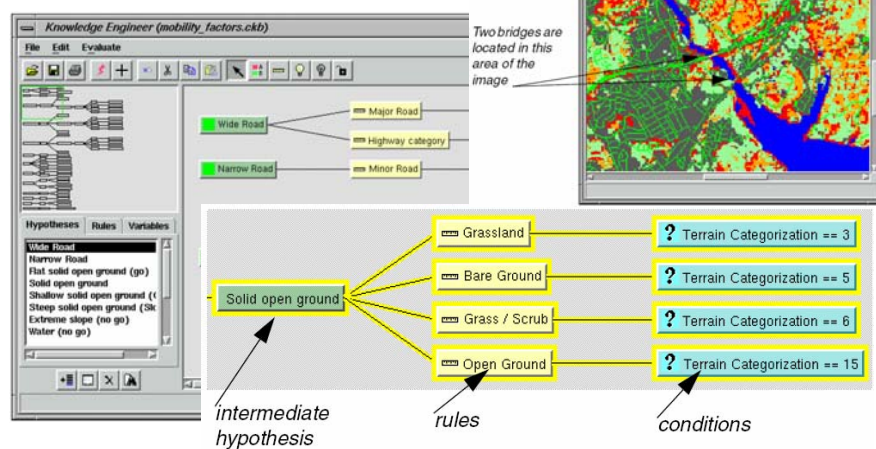 Knowledge Engineer (mobility_factors.ckb)
File Edit Evaluate
Wide Road
Major Road
Highway category
Narrow Road
Minor Road
Hypotheses Rules Variables
Wide Road
Narrow Road
Flat solid open ground (go)
Solid open ground
Shallow solid open ground (
Steep solid open ground (Sl
Extreme slope (no go)
Water (no go)
Two bridges are
located in this
area of the
image
Solid open ground
Grassland
? Terrain Categorization == 3
Bare Ground
? Terrain Categorization == 5
Grass / Scrub
? Terrain Categorization == 6
Open Ground
? Terrain Categorization == 15
intermediate
hypothesis
rules
conditions